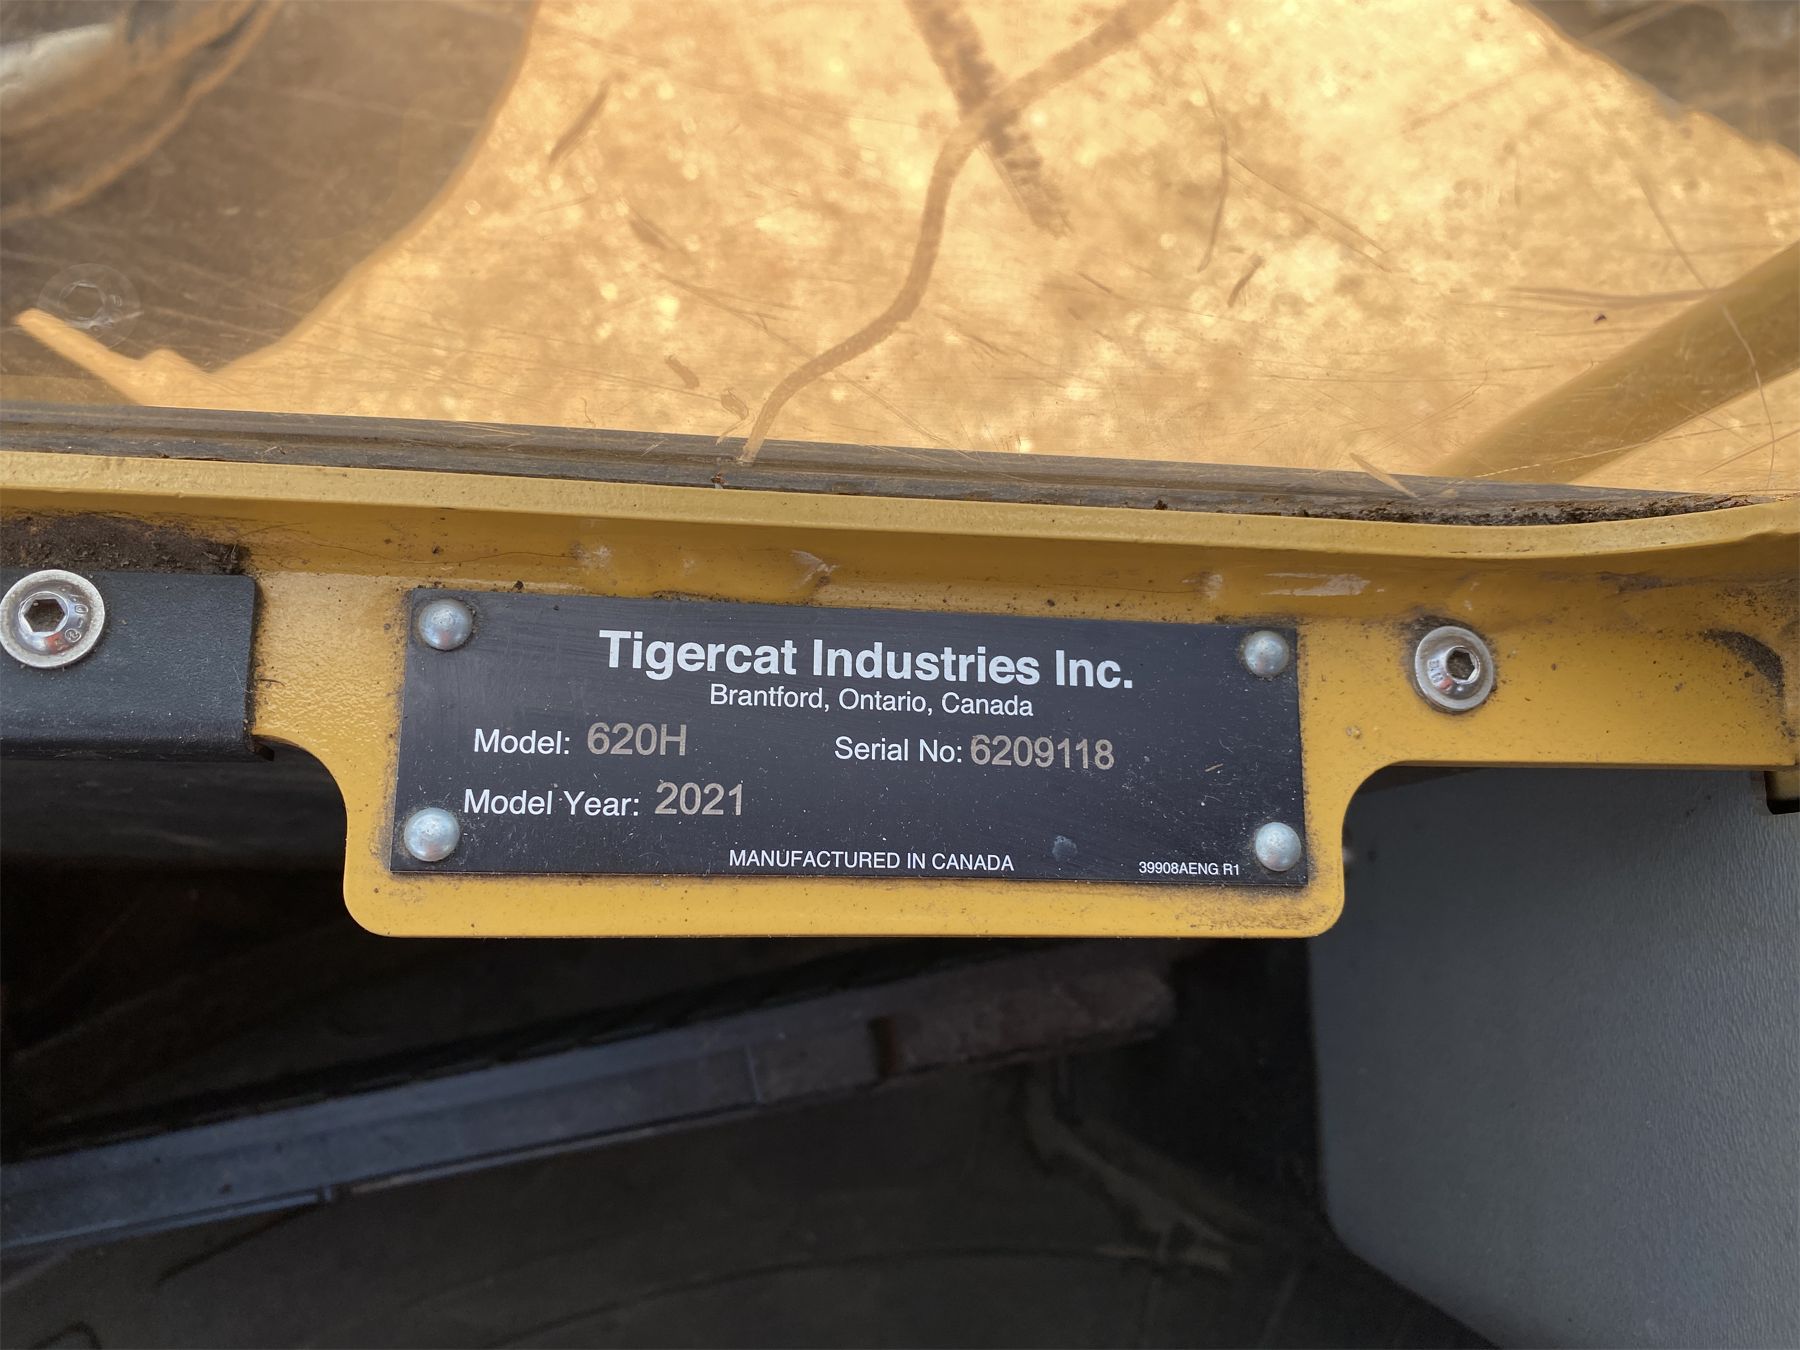 Tigercat Industries Inc.
Brantford, Ontario, Canada
Model: 620H Serial No: 6209118
Model Year: 2021
MANUFACTURED IN CANADA
39908AENG R1